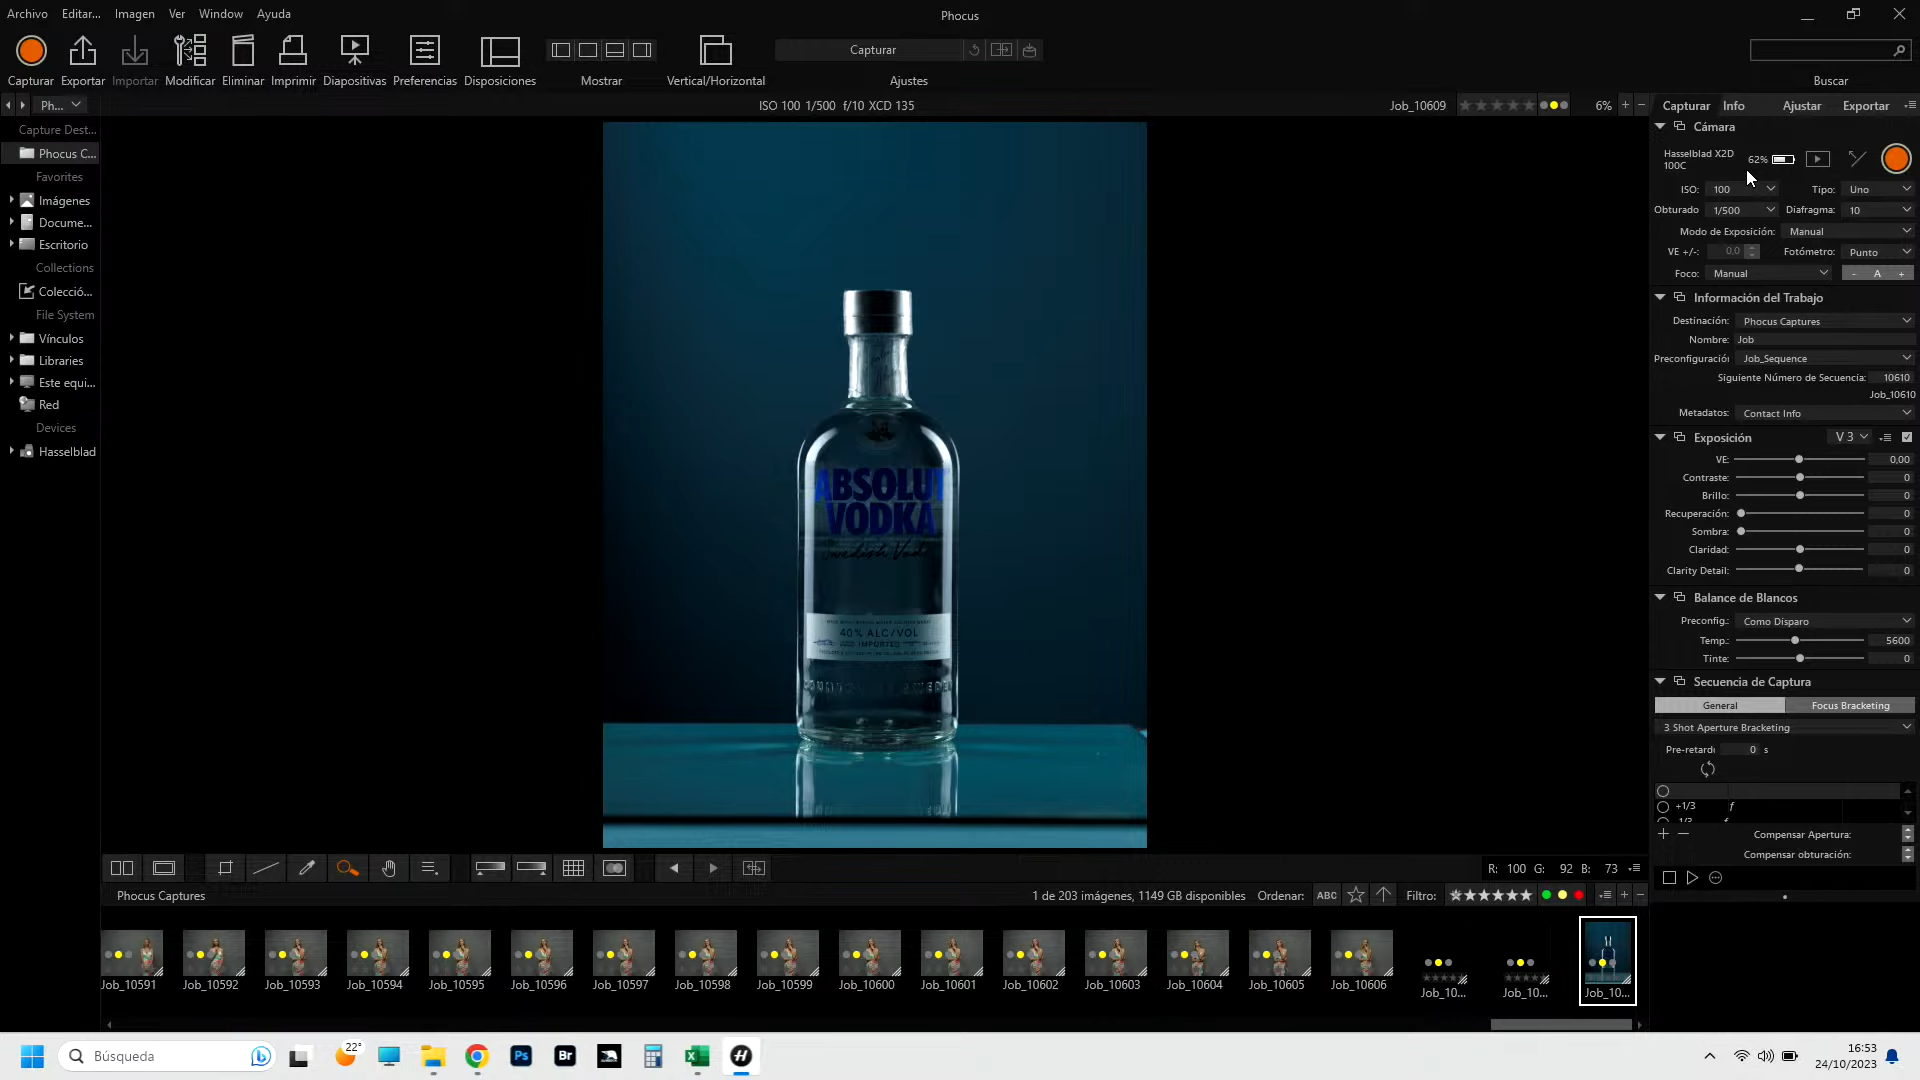 Archivo Editar... Imagen Ver Window Ayuda
Phocus
Capturar Exportar Importar Modificar Eliminar Imprimir Diapositivas Preferencias Disposiciones
Mostrar
Vertical/Horizontal
Capturar
Ajustes
Buscar
Ph...
ISO 100 1/500 f/10 XCD 135
Job_10609
6% + −
Capturar Info Ajustar Exportar
Capture Dest...
Phocus C...
Favorites
Imágenes
Docume...
Escritorio
Collections
Colecció...
File System
Vínculos
Libraries
Este equi...
Red
Devices
Hasselblad
ABSOLUT
VODKA
40% ALC/VOL
IMPORTED
Cámara
Hasselblad X2D
100C
62%
ISO: 100 Tipo: Uno
Obturado 1/500 Diafragma: 10
Modo de Exposición: Manual
VE +/-: 0,0 Fotómetro: Punto
Foco: Manual - A +
Información del Trabajo
Destinación: Phocus Captures
Nombre: Job
Preconfiguración Job_Sequence
Siguiente Número de Secuencia: 10610
Job_10610
Metadatos: Contact Info
Exposición V 3
VE: 0,00
Contraste: 0
Brillo: 0
Recuperación: 0
Sombra: 0
Claridad: 0
Clarity Detail: 0
Balance de Blancos
Preconfig.: Como Disparo
Temp.: 5600
Tinte: 0
Secuencia de Captura
General Focus Bracketing
3 Shot Aperture Bracketing
Pre-retard 0 s
+1/3 f
-1/3 f
+ − Compensar Apertura:
Compensar obturación:
R: 100 G: 92 B: 73
Phocus Captures
1 de 203 imágenes, 1149 GB disponibles Ordenar: ABC Filtro: + −
Job_10591 Job_10592 Job_10593 Job_10594 Job_10595 Job_10596 Job_10597 Job_10598 Job_10599 Job_10600 Job_10601 Job_10602 Job_10603 Job_10604 Job_10605 Job_10606 Job_10... Job_10... Job_10...
Búsqueda
22°
Ps
Br
16:53
24/10/2023